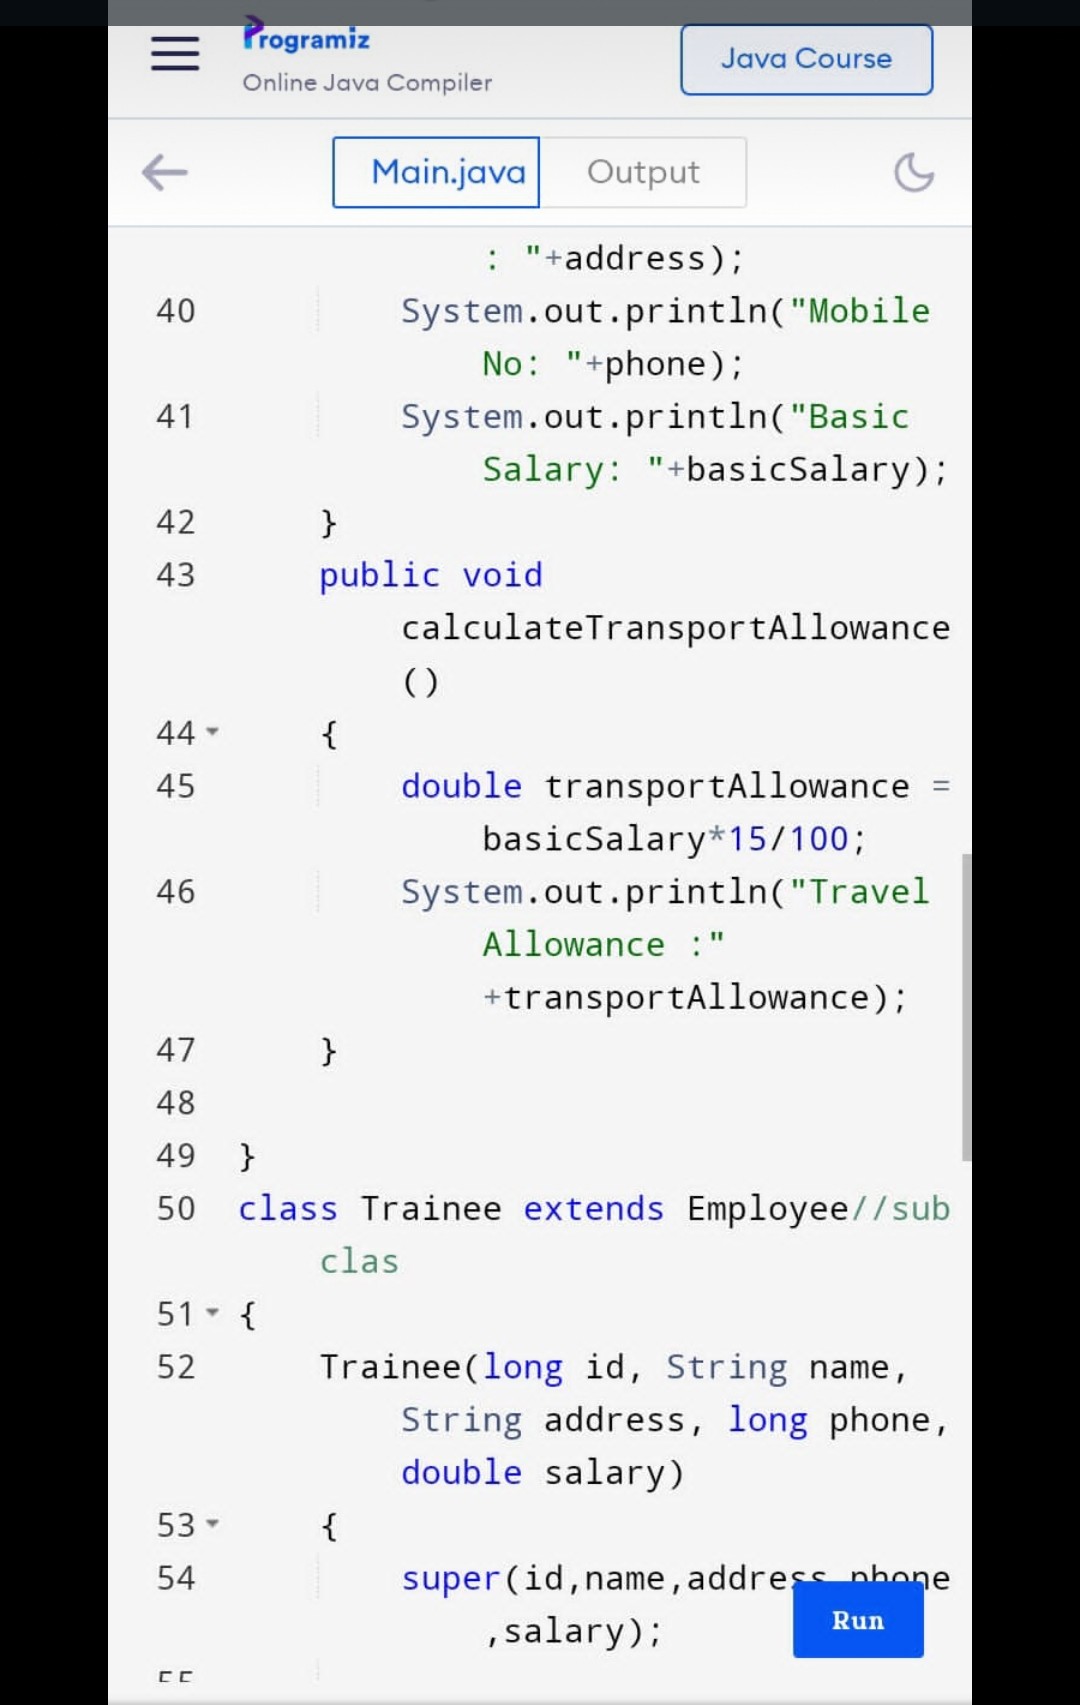 Programiz
Online Java Compiler
Java Course
Main.java
Output
: "+address);
40 System.out.println("Mobile
No: "+phone);
41 System.out.println("Basic
Salary: "+basicSalary);
42 }
43 public void
calculateTransportAllowance
()
44 {
45 double transportAllowance =
basicSalary*15/100;
46 System.out.println("Travel
Allowance :"
+transportAllowance);
47 }
48
49 }
50 class Trainee extends Employee//sub
clas
51 {
52 Trainee(long id, String name,
String address, long phone,
double salary)
53 {
54 super(id,name,address,phone
,salary);
Run
55